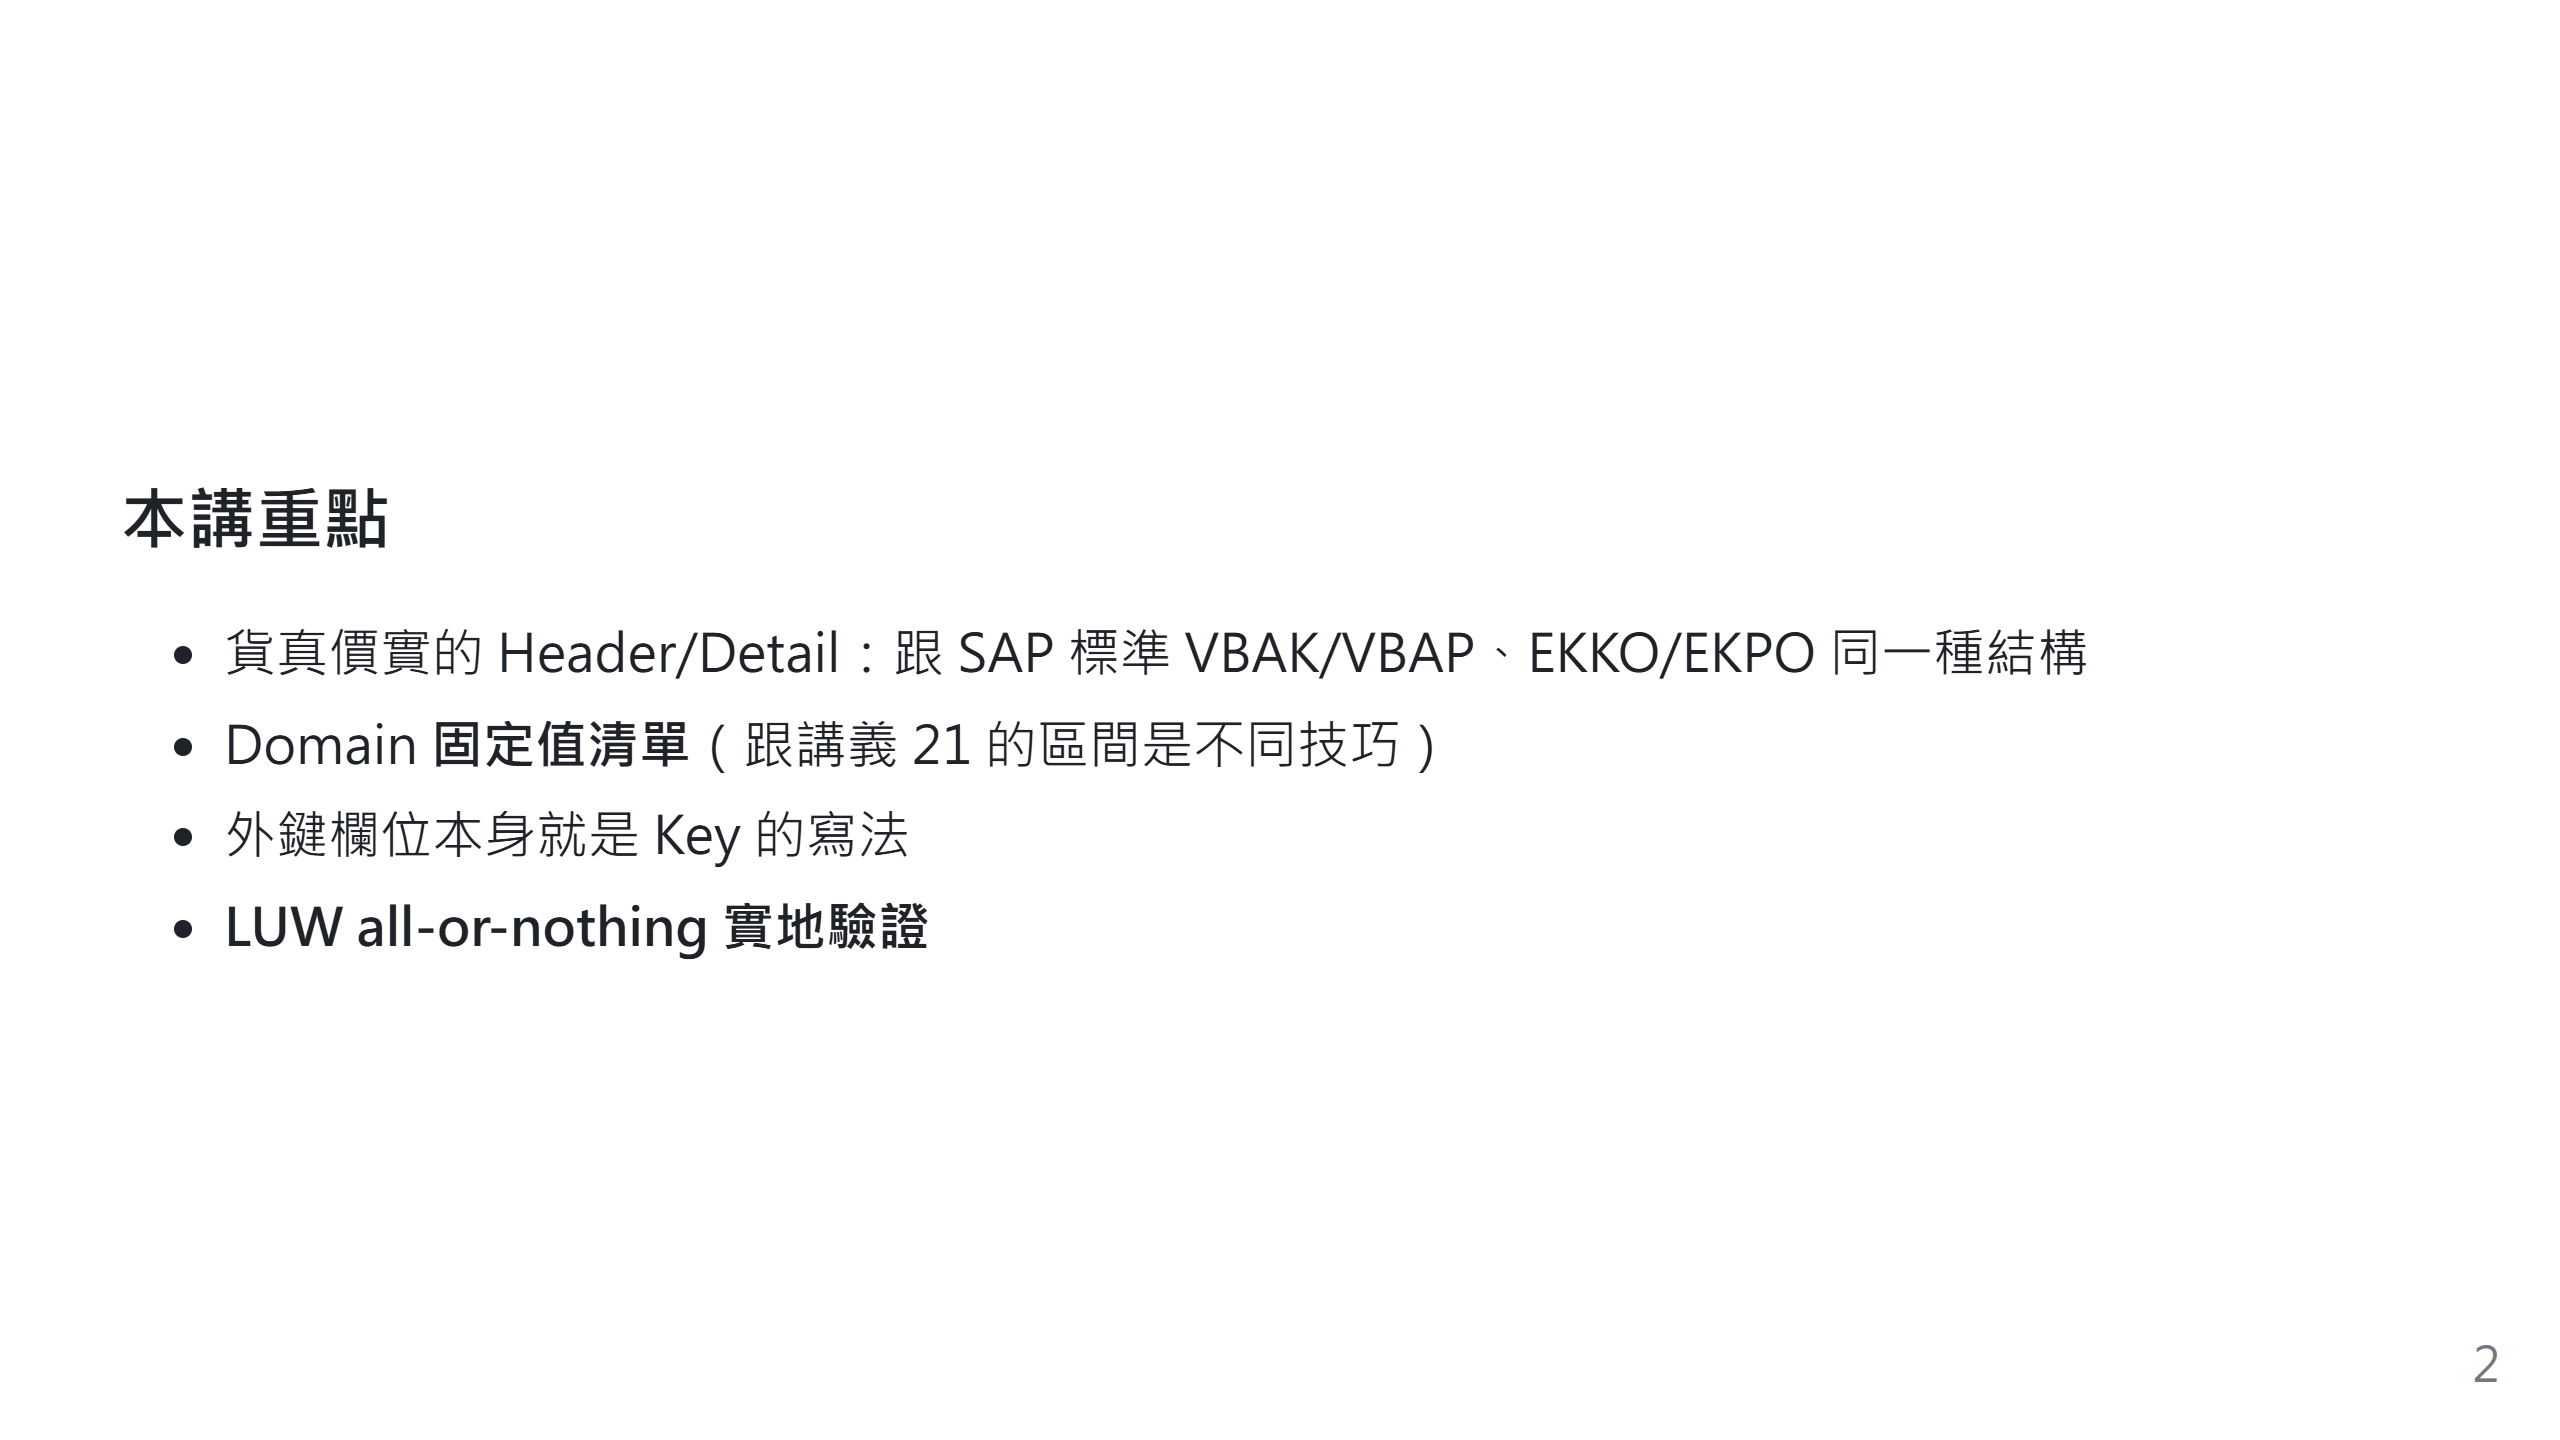 本講重點
• 貨真價實的 Header/Detail：跟 SAP 標準 VBAK/VBAP、EKKO/EKPO 同一種結構
• Domain 固定值清單（跟講義 21 的區間是不同技巧）
• 外鍵欄位本身就是 Key 的寫法
• LUW all-or-nothing 實地驗證
2